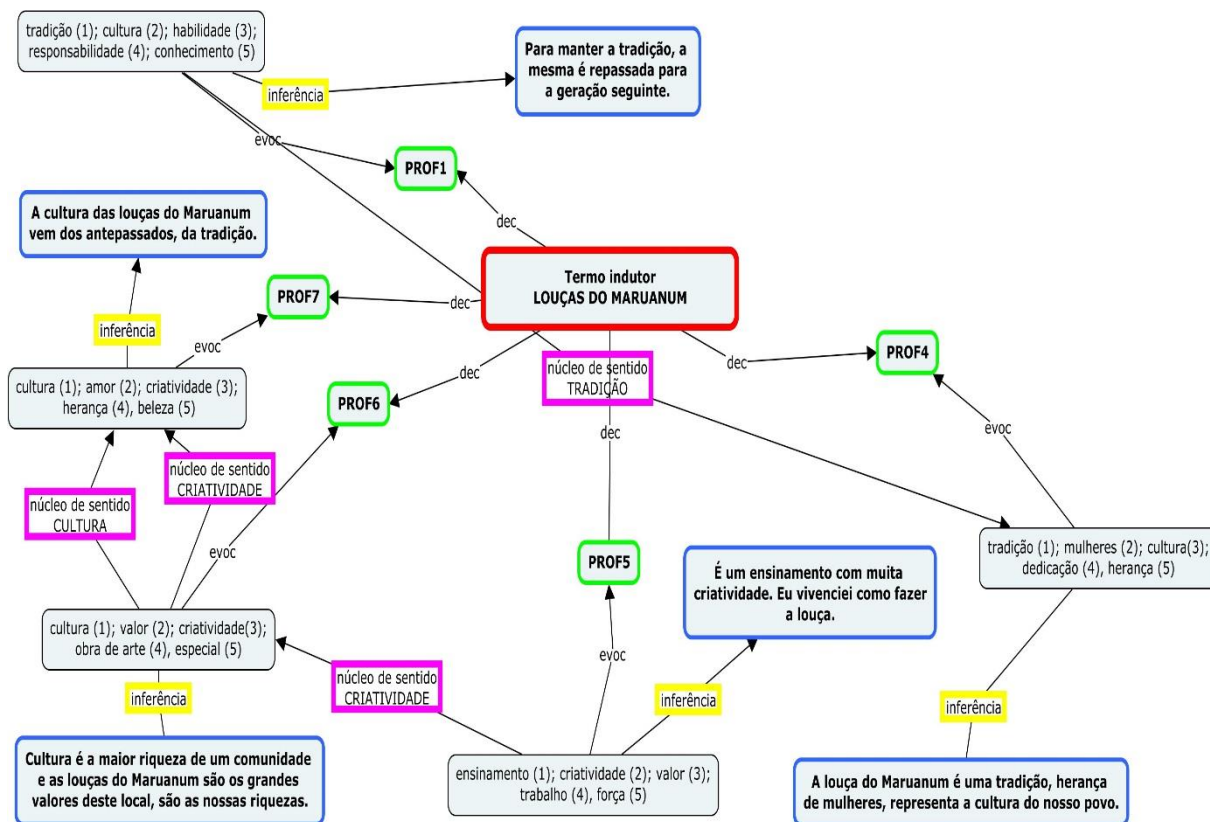 tradição (1); cultura (2); habilidade (3);
responsabilidade (4); conhecimento (5)
Para manter a tradição, a
mesma é repassada para
a geração seguinte.
inferência
evoc
PROF1
dec
A cultura das louças do Maruanum
vem dos antepassados, da tradição.
Termo indutor
LOUÇAS DO MARUANUM
PROF7
dec
inferência
evoc
PROF4
dec
dec
núcleo de sentido
TRADIÇÃO
cultura (1); amor (2); criatividade (3);
herança (4), beleza (5)
PROF6
dec
evoc
núcleo de sentido
CRIATIVIDADE
núcleo de sentido
CULTURA
evoc
PROF5
tradição (1); mulheres (2); cultura(3);
dedicação (4), herança (5)
É um ensinamento com muita
criatividade. Eu vivenciei como fazer
a louça.
cultura (1); valor (2); criatividade(3);
obra de arte (4), especial (5)
evoc
núcleo de sentido
CRIATIVIDADE
inferência
inferência
inferência
Cultura é a maior riqueza de um comunidade
e as louças do Maruanum são os grandes
valores deste local, são as nossas riquezas.
ensinamento (1); criatividade (2); valor (3);
trabalho (4), força (5)
A louça do Maruanum é uma tradição, herança
de mulheres, representa a cultura do nosso povo.